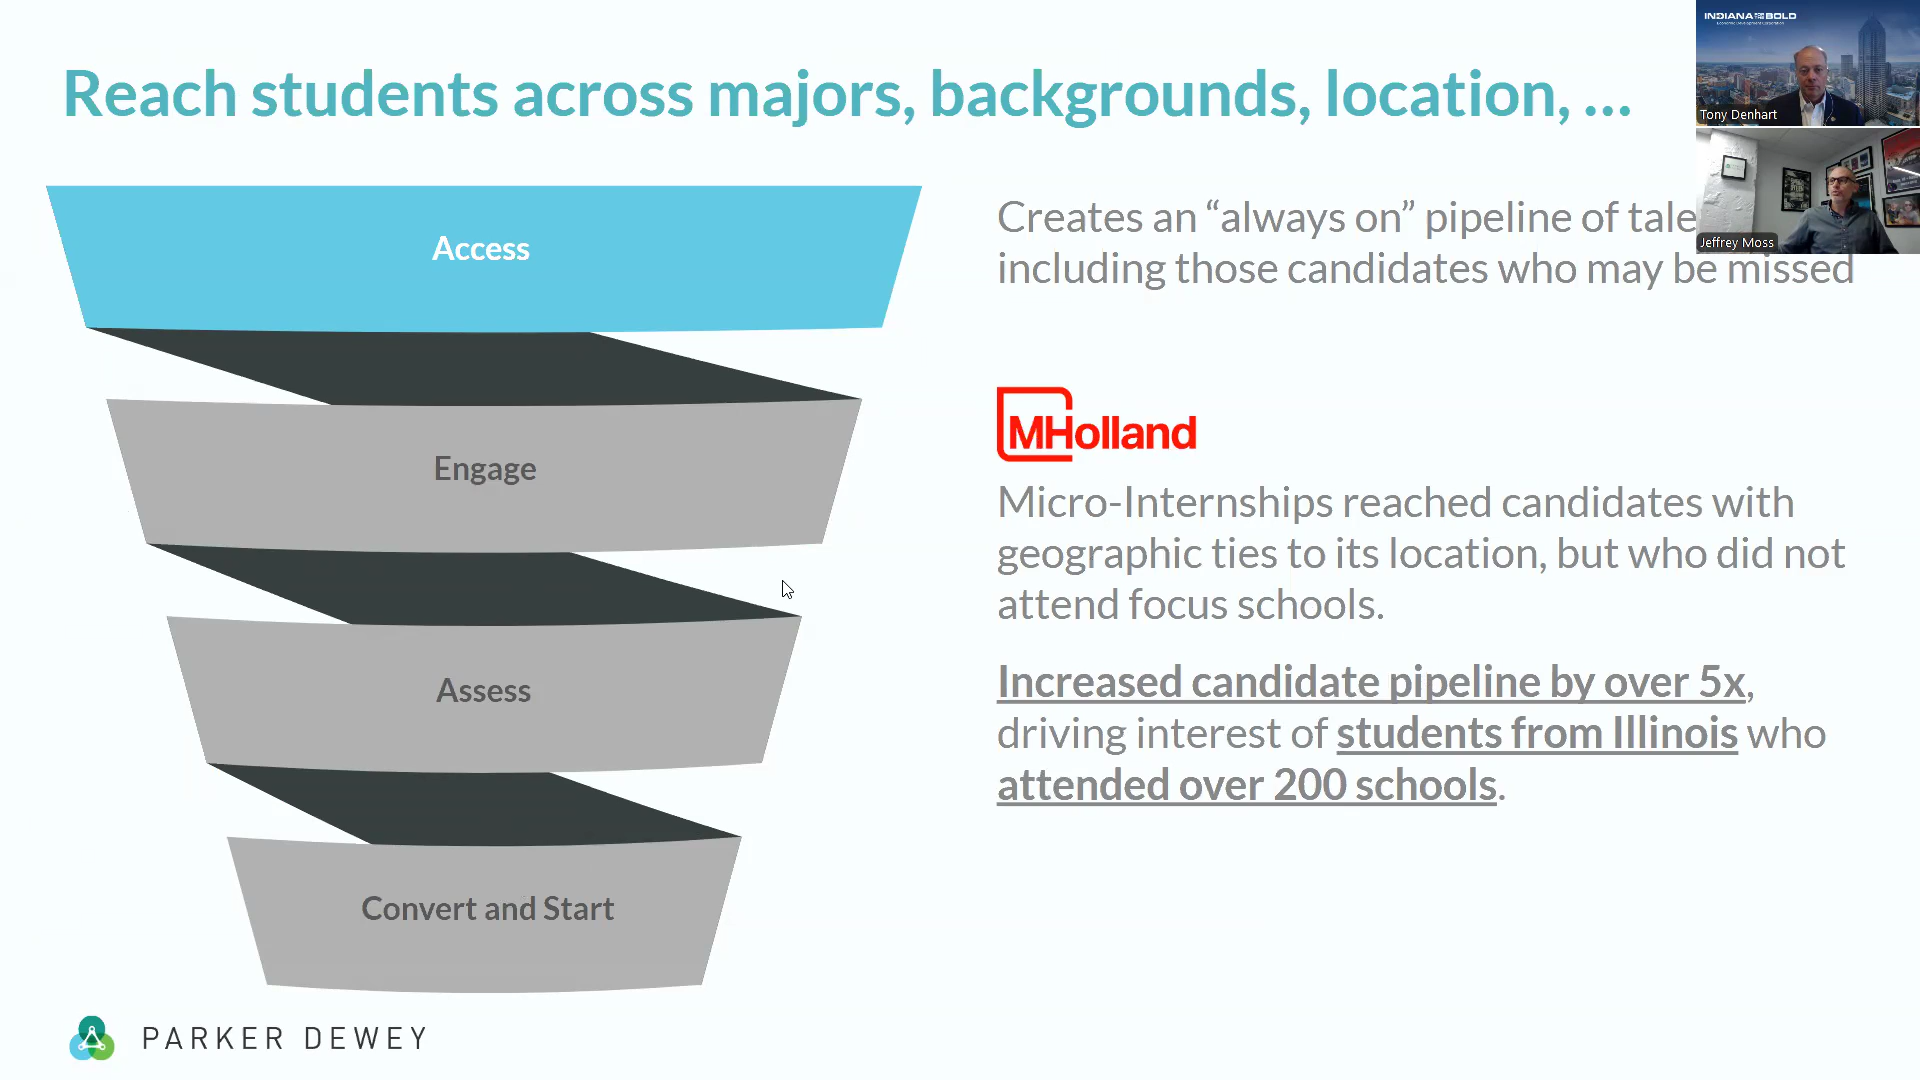 Reach students across majors, backgrounds, location, ...
INDIANA BOLD
Tony Denhart
Jeffrey Moss
Access
Engage
Assess
Convert and Start
Creates an “always on” pipeline of tale
including those candidates who may be missed
MHolland
Micro-Internships reached candidates with
geographic ties to its location, but who did not
attend focus schools.
Increased candidate pipeline by over 5x,
driving interest of students from Illinois who
attended over 200 schools.
PARKER DEWEY